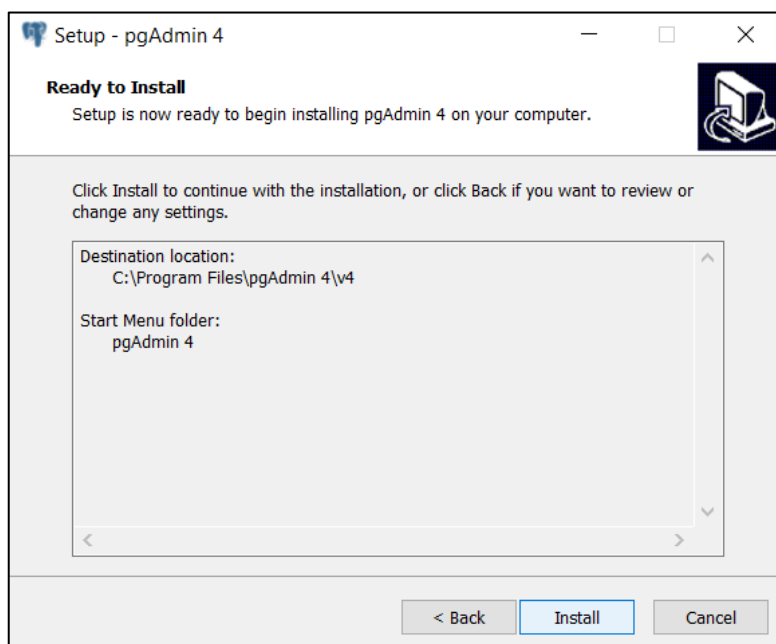 Setup - pgAdmin 4
Ready to Install
Setup is now ready to begin installing pgAdmin 4 on your computer.
Click Install to continue with the installation, or click Back if you want to review or
change any settings.
Destination location:
C:\Program Files\pgAdmin 4\v4
Start Menu folder:
pgAdmin 4
< Back
Install
Cancel